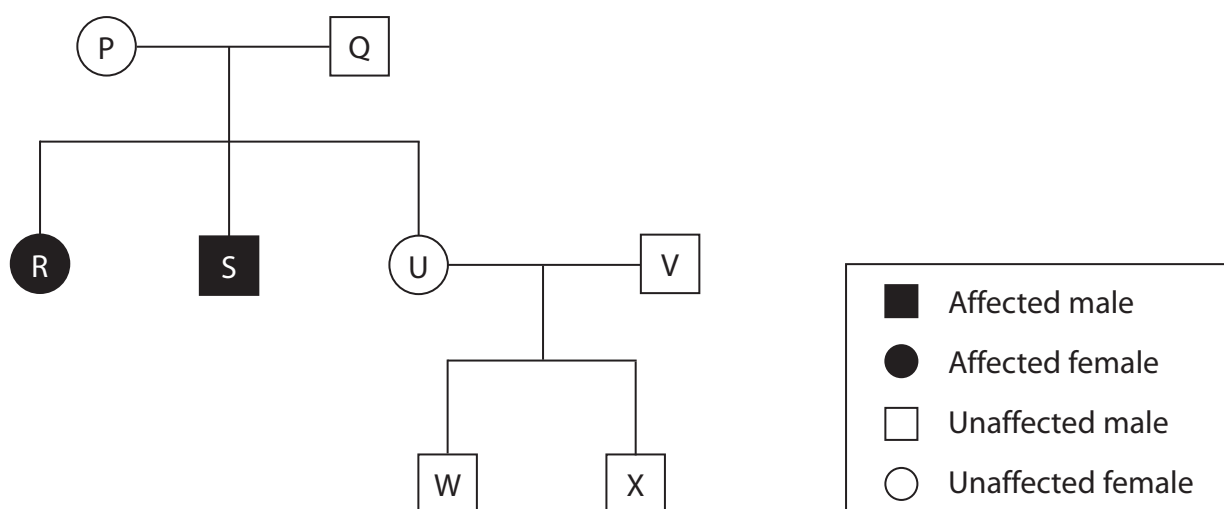 P
Q
R
S
U
V
W
X
Affected male
Affected female
Unaffected male
Unaffected female